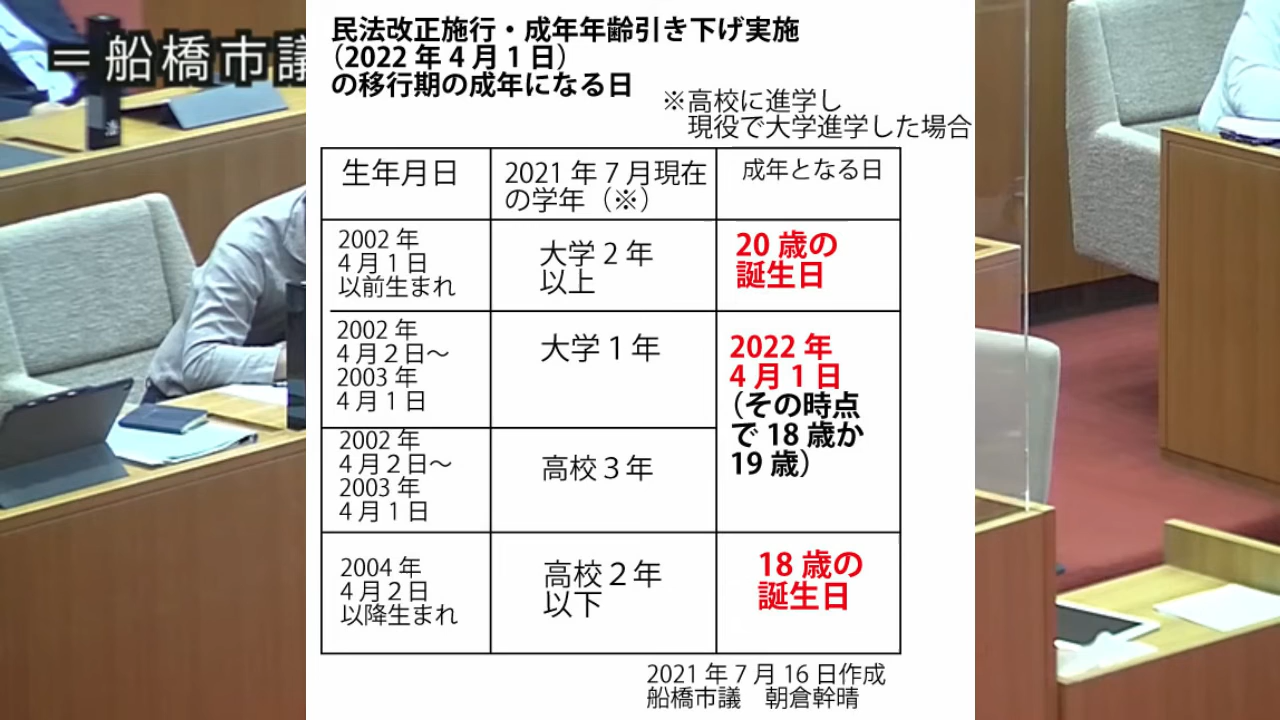 ＝船橋市議
民法改正施行・成年年齢引き下げ実施
（2022年4月1日）
の移行期の成年になる日
※高校に進学し
現役で大学進学した場合
生年月日
2021年７月現在
の学年（※）
成年となる日
2002年
4月1日
以前生まれ
大学２年
以上
20歳の
誕生日
2002年
4月２日～
2003年
4月1日
大学１年
2022年
4月1日
（その時点
で18歳か
19歳）
2002年
4月２日～
2003年
4月1日
高校３年
2004年
4月２日
以降生まれ
高校２年
以下
18歳の
誕生日
2021年７月16日作成
船橋市議　朝倉幹晴